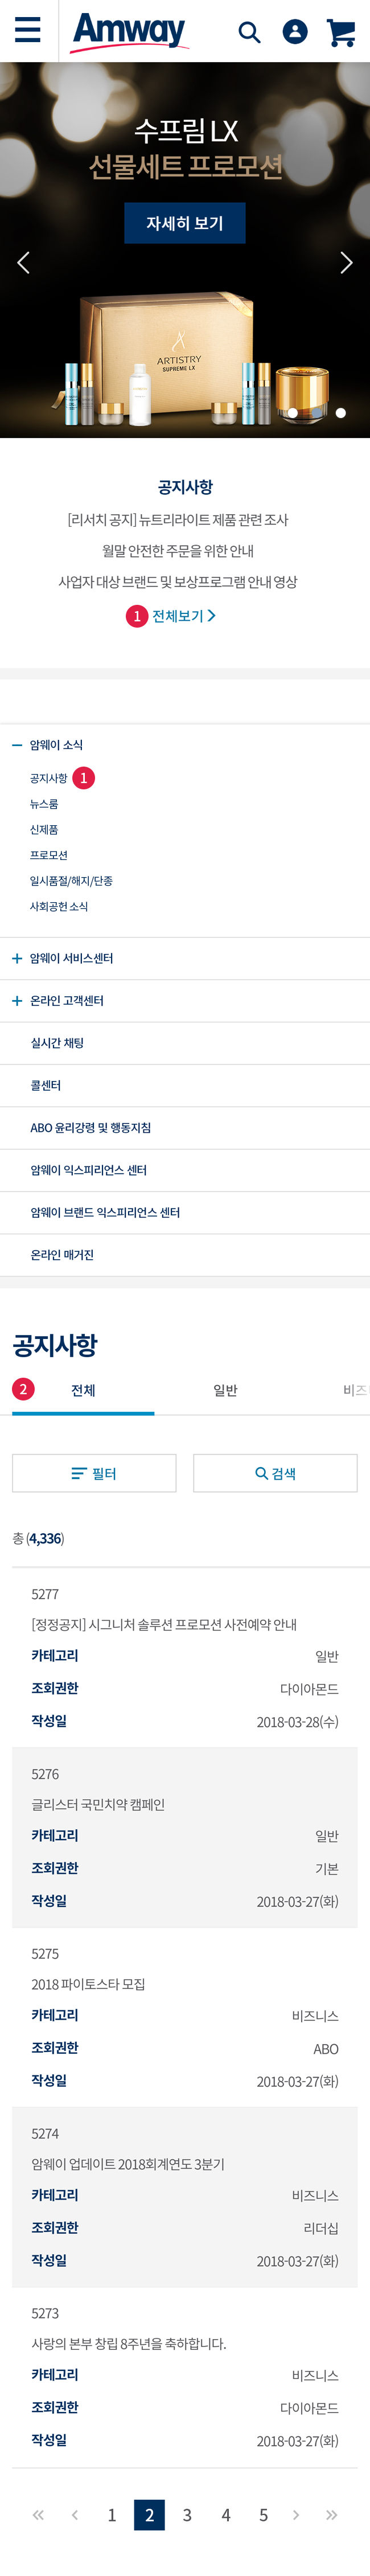 Amway
수프림 LX
선물세트 프로모션
자세히 보기
ARTISTRY
SUPREME LX
공지사항
[리서치 공지] 뉴트리라이트 제품 관련 조사
월말 안전한 주문을 위한 안내
사업자 대상 브랜드 및 보상프로그램 안내 영상
1 전체보기
암웨이 소식
공지사항 1
뉴스룸
신제품
프로모션
일시품절/해지/단종
사회공헌 소식
암웨이 서비스센터
온라인 고객센터
실시간 채팅
콜센터
ABO 윤리강령 및 행동지침
암웨이 익스피리언스 센터
암웨이 브랜드 익스피리언스 센터
온라인 매거진
공지사항
2 전체 일반 비즈
필터 검색
총 (4,336)
5277
[정정공지] 시그니처 솔루션 프로모션 사전예약 안내
카테고리 일반
조회권한 다이아몬드
작성일 2018-03-28(수)
5276
글리스터 국민치약 캠페인
카테고리 일반
조회권한 기본
작성일 2018-03-27(화)
5275
2018 파이토스타 모집
카테고리 비즈니스
조회권한 ABO
작성일 2018-03-27(화)
5274
암웨이 업데이트 2018회계연도 3분기
카테고리 비즈니스
조회권한 리더십
작성일 2018-03-27(화)
5273
사랑의 본부 창립 8주년을 축하합니다.
카테고리 비즈니스
조회권한 다이아몬드
작성일 2018-03-27(화)
« ‹ 1 2 3 4 5 › »